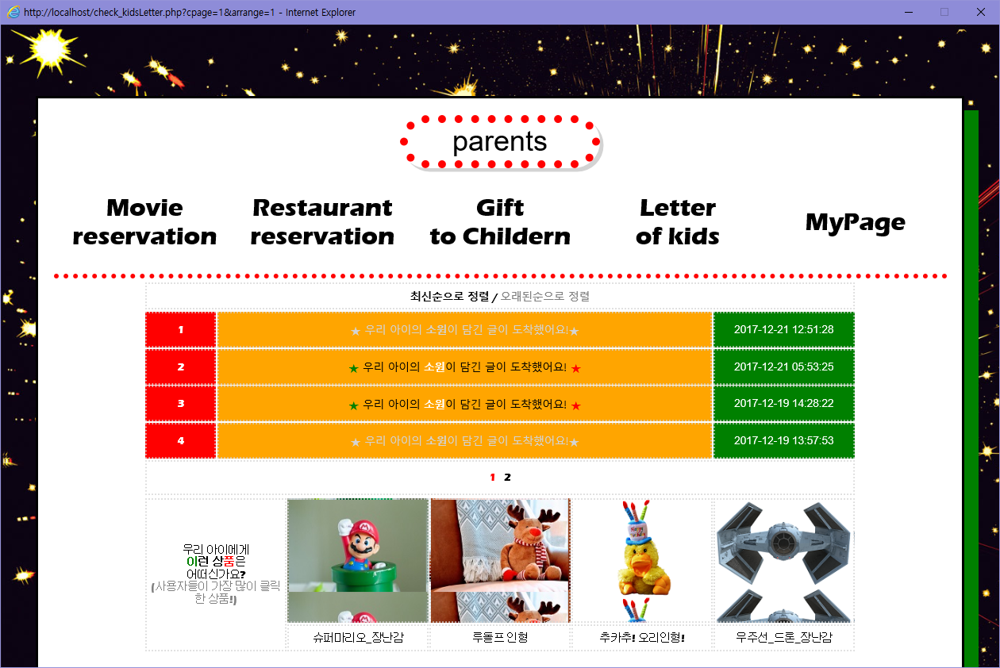 http://localhost/check_kidsLetter.php?cpage=1&arrange=1 - Internet Explorer
parents
Movie
reservation
Restaurant
reservation
Gift
to Childern
Letter
of kids
MyPage
최신순으로 정렬 / 오래된순으로 정렬
1 ★ 우리 아이의 소원이 담긴 글이 도착했어요!★ 2017-12-21 12:51:28
2 ★ 우리 아이의 소원이 담긴 글이 도착했어요! ★ 2017-12-21 05:53:25
3 ★ 우리 아이의 소원이 담긴 글이 도착했어요! ★ 2017-12-19 14:28:22
4 ★ 우리 아이의 소원이 담긴 글이 도착했어요!★ 2017-12-19 13:57:53
1 2
우리 아이에게
이런 상품은
어떠신가요?
(사용자들이 가장 많이 클릭
한 상품!)
슈퍼마리오_장난감
루돌프 인형
추카추! 오리인형!
우주선_드론_장난감